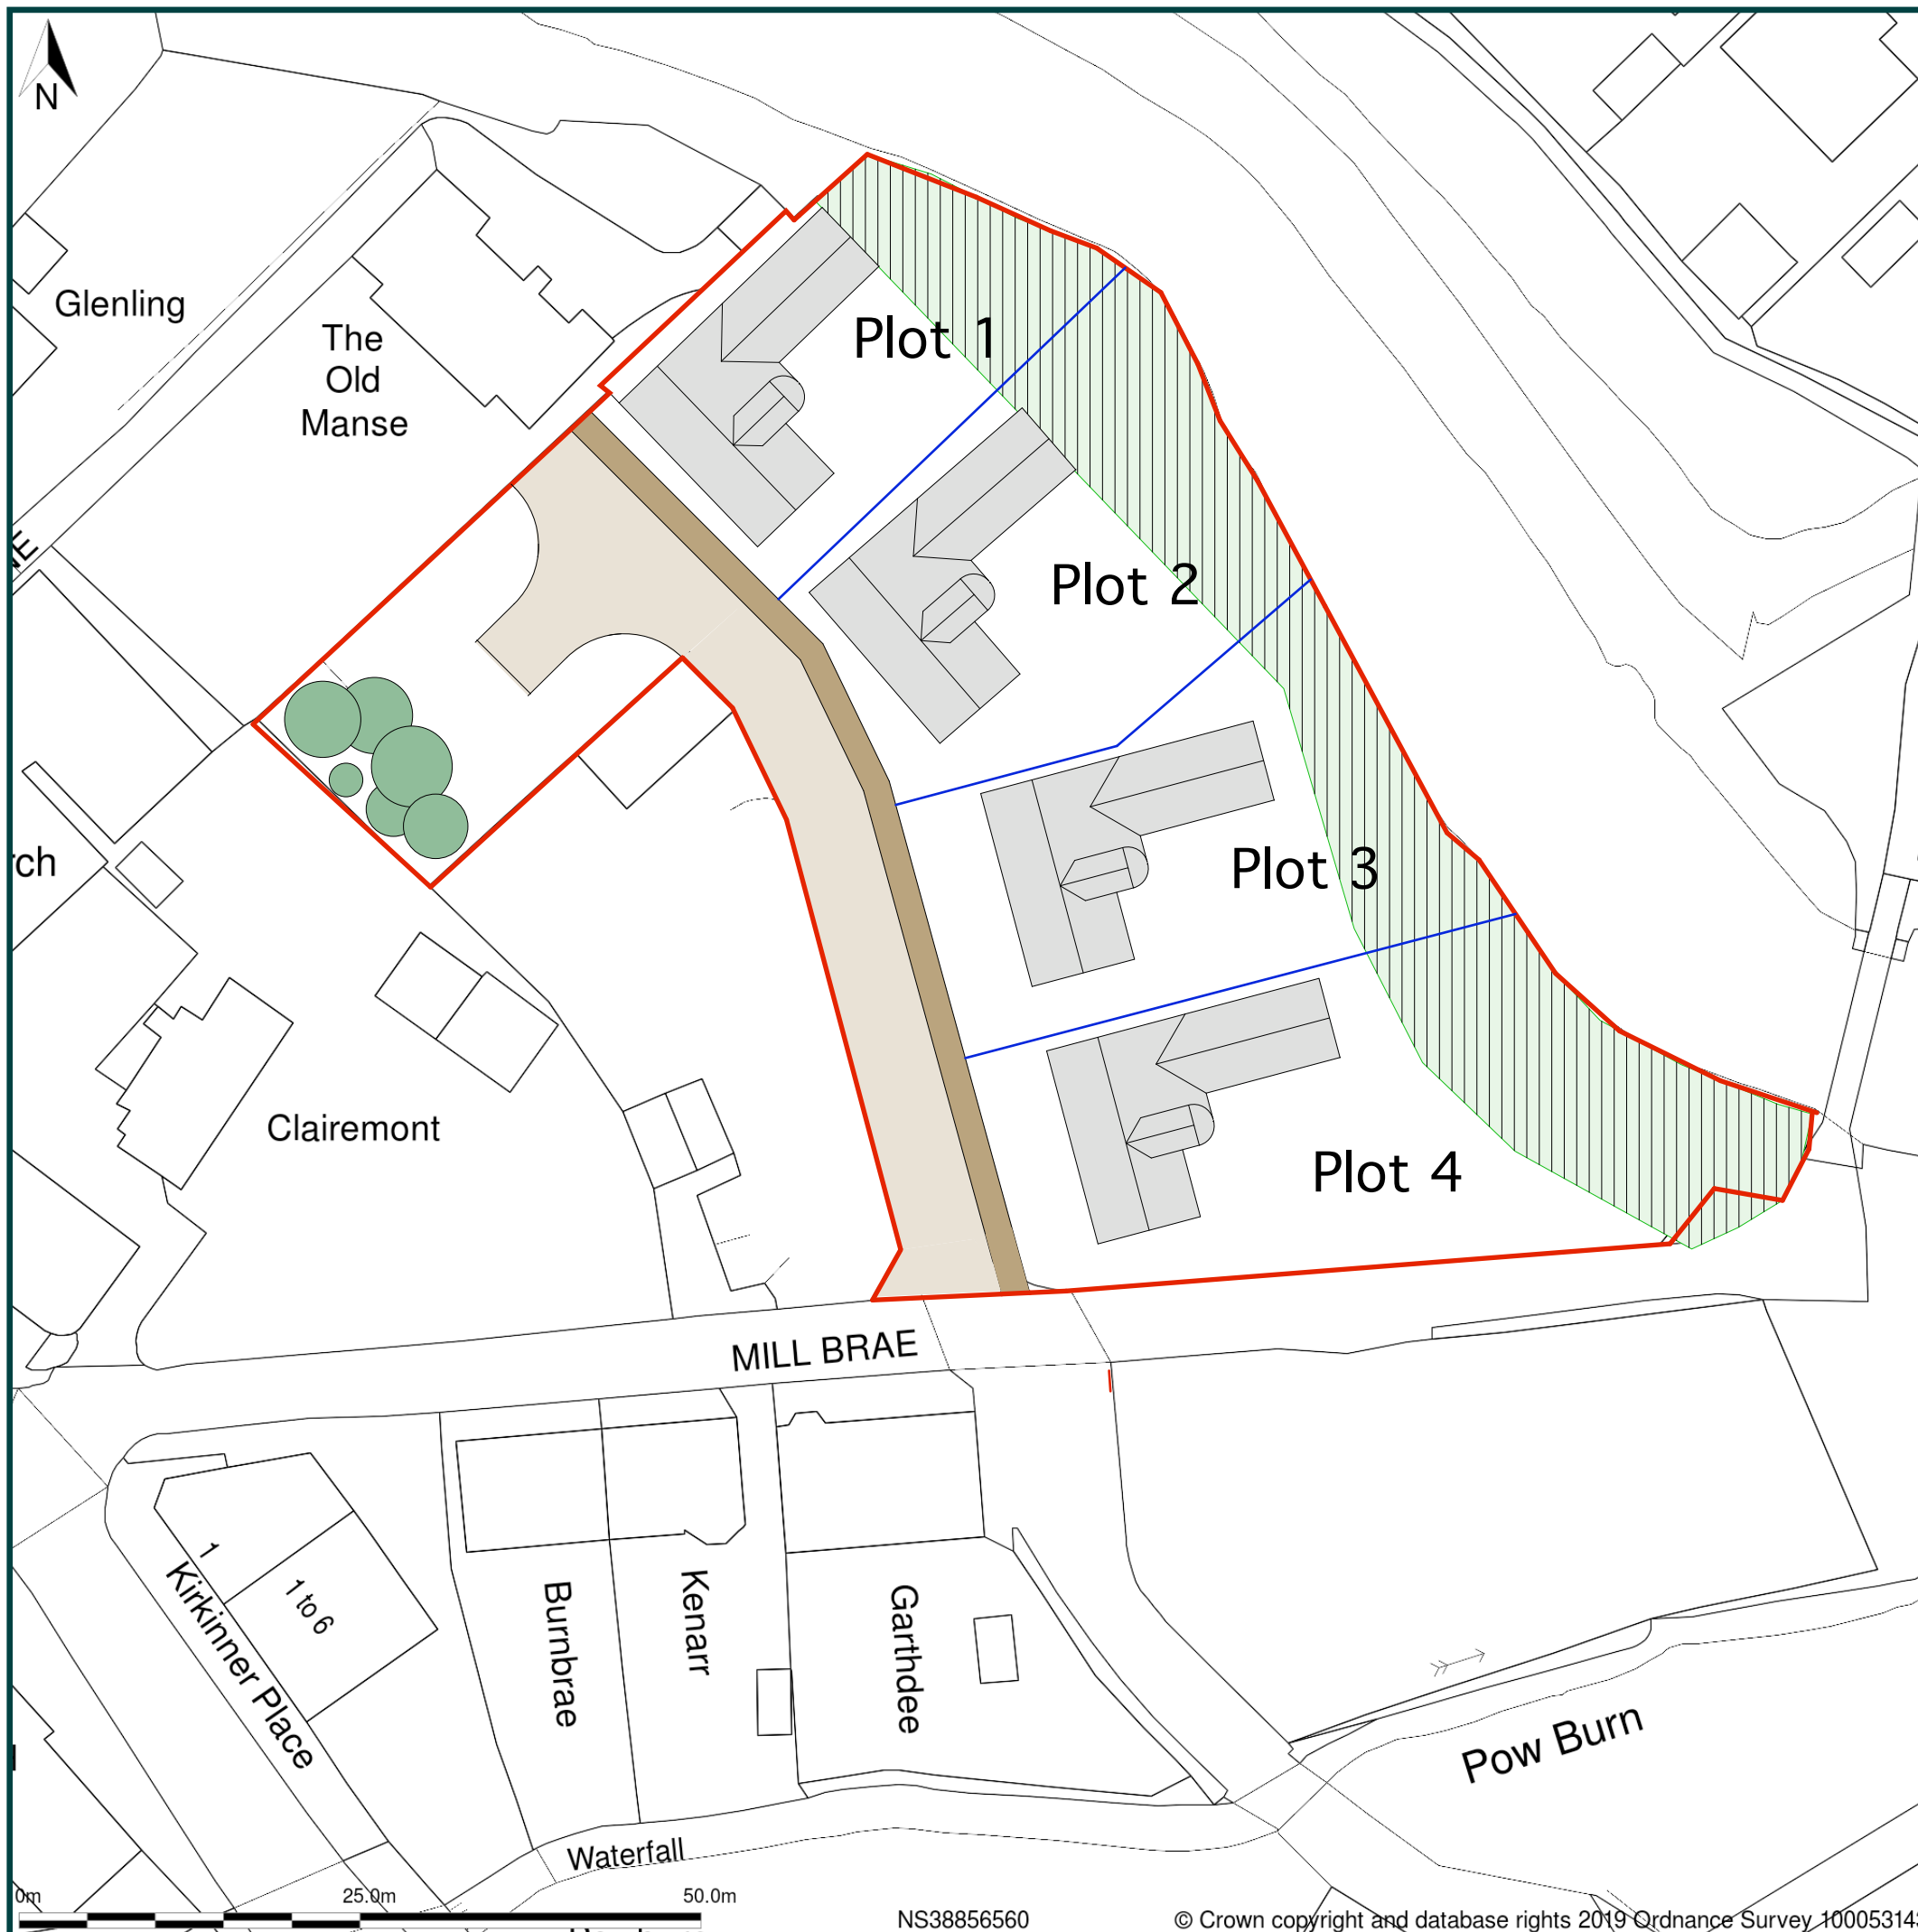 N
Glenling
The
Old
Manse
Plot 1
Plot 2
Plot 3
Plot 4
Clairemont
MILL BRAE
1
1 to 6
Kirkinner Place
Burnbrae
Kenarr
Garthdee
Pow Burn
Waterfall
0m
25.0m
50.0m
NS38856560
© Crown copyright and database rights 2019 Ordnance Survey